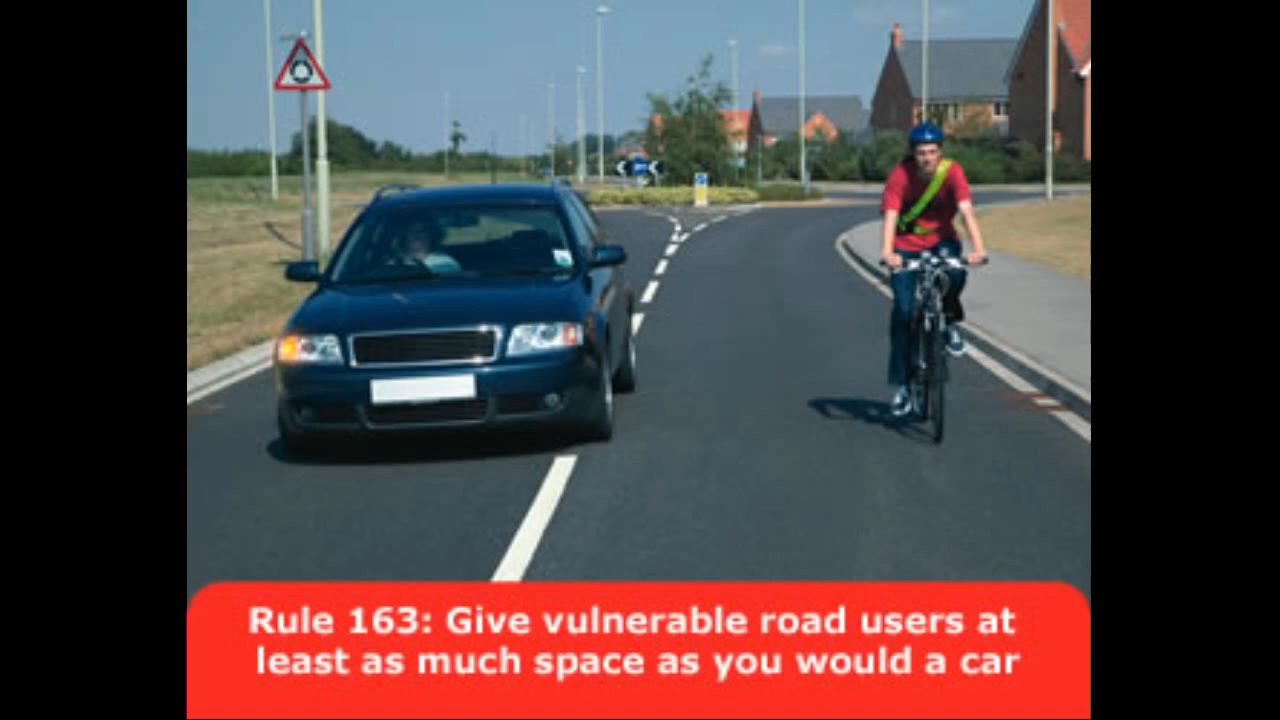 Rule 163: Give vulnerable road users at
least as much space as you would a car